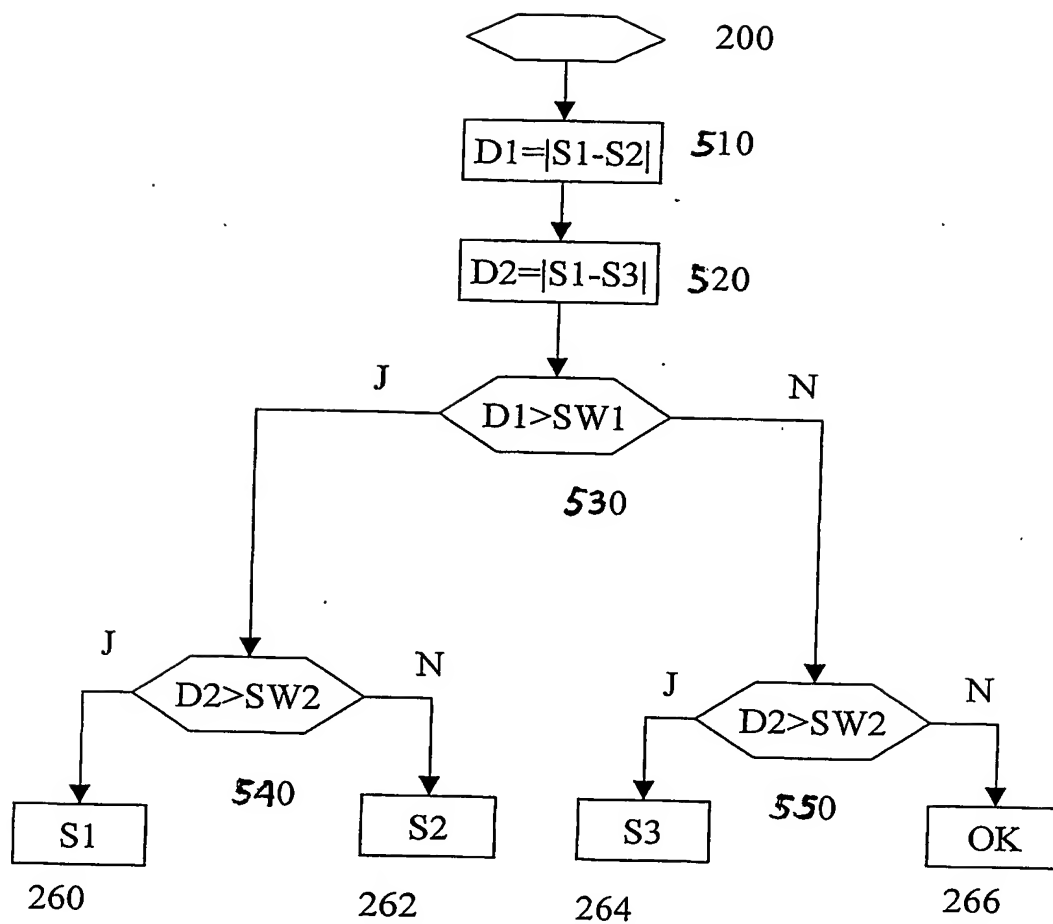 200
D1=|S1-S2|
510
D2=|S1-S3|
520
J
N
D1>SW1
530
J
N
D2>SW2
J
N
D2>SW2
540
550
S1
S2
S3
OK
260
262
264
266